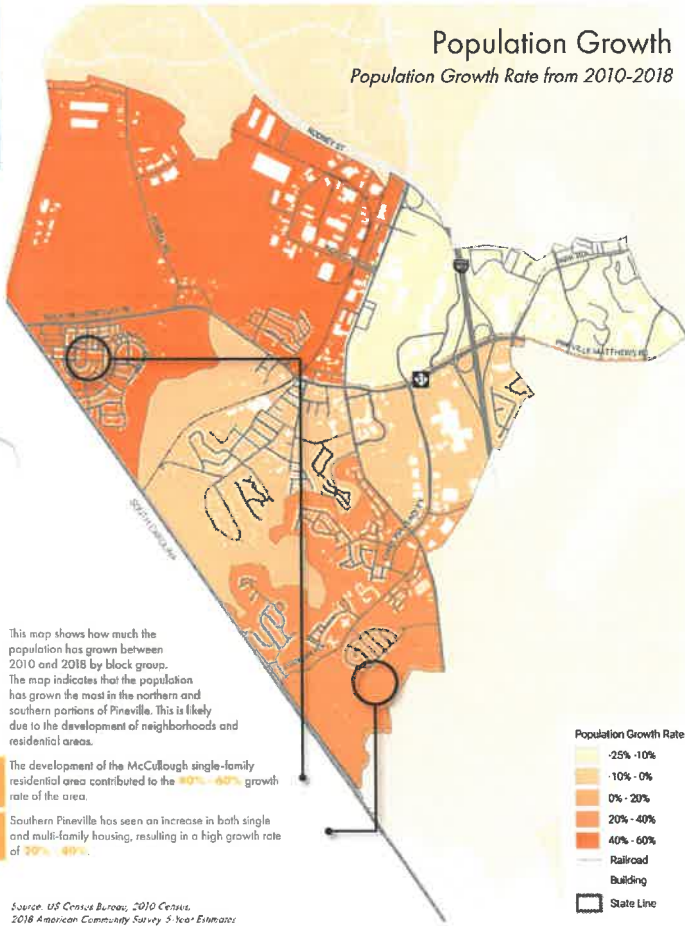 Population Growth
Population Growth Rate from 2010-2018
RODNEY ST
SOUTH CAROLINA
This map shows how much the
population has grown between
2010 and 2018 by block group.
The map indicates that the population
has grown the most in the northern and
southern portions of Pineville. This is likely
due to the development of neighborhoods and
residential areas.
The development of the McCullough single-family
residential area contributed to the 40% - 60% growth
rate of the area.
Southern Pineville has seen an increase in both single
and multi-family housing, resulting in a high growth rate
of 20% - 40%.
Population Growth Rate
-25% -10%
-10% - 0%
0% - 20%
20% - 40%
40% - 60%
Railroad
Building
State Line
PINEVILLE MATTHEWS RD
Source: US Census Bureau, 2010 Census,
2018 American Community Survey 5-Year Estimates